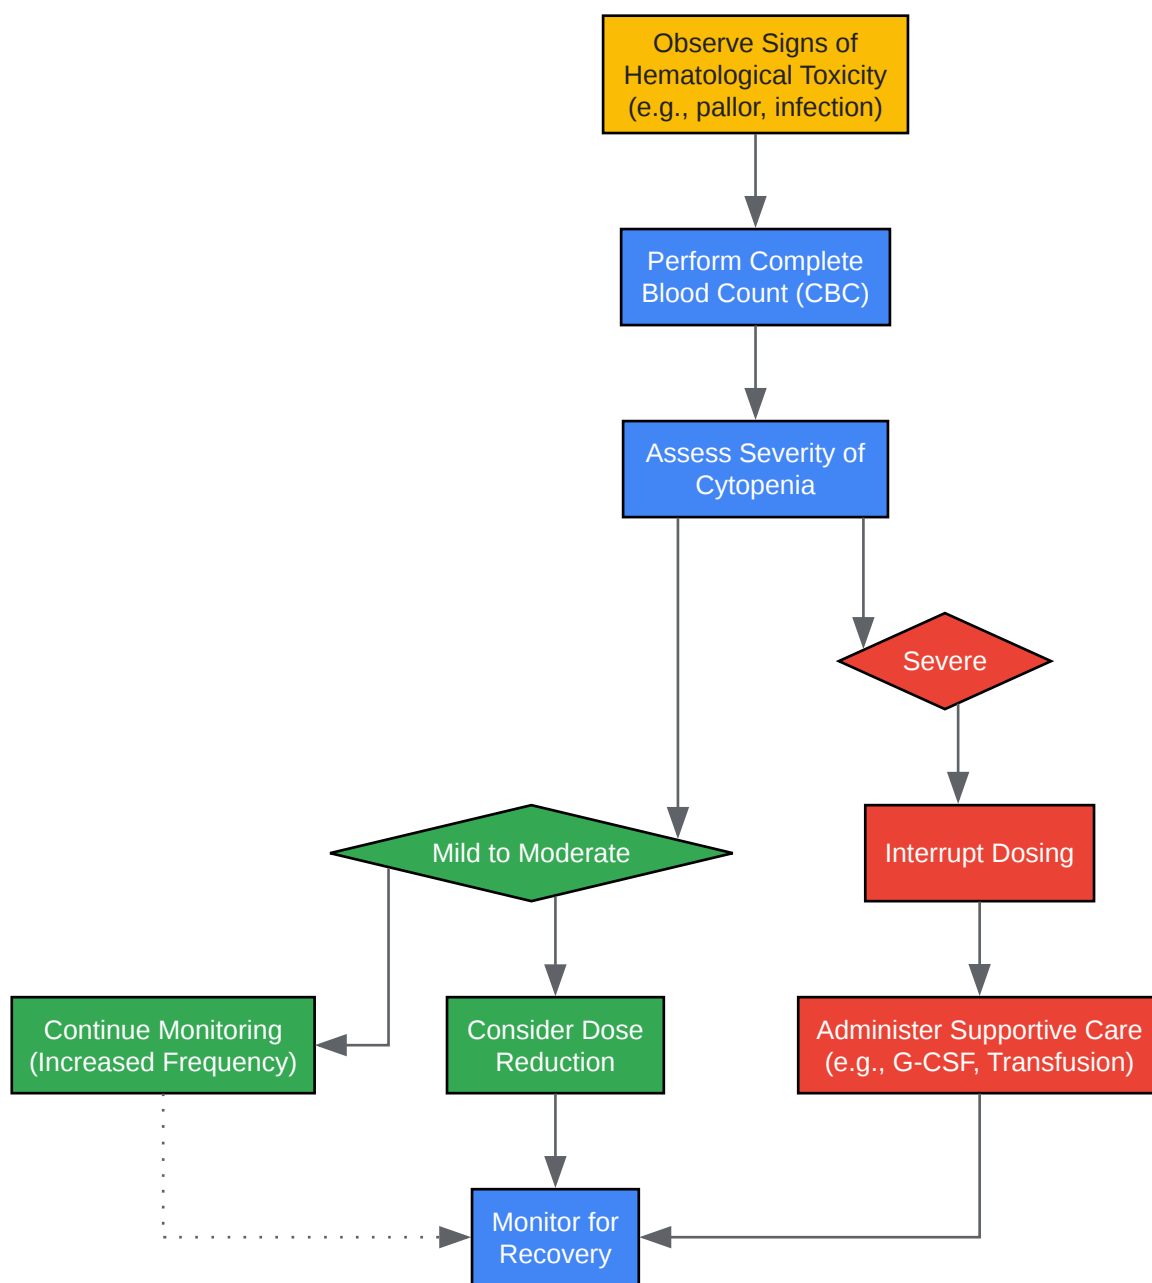 Observe Signs of
Hematological Toxicity
(e.g., pallor, infection)
Perform Complete
Blood Count (CBC)
Assess Severity of
Cytopenia
Severe
Mild to Moderate
Interrupt Dosing
Continue Monitoring
(Increased Frequency)
Consider Dose
Reduction
Administer Supportive Care
(e.g., G-CSF, Transfusion)
Monitor for
Recovery